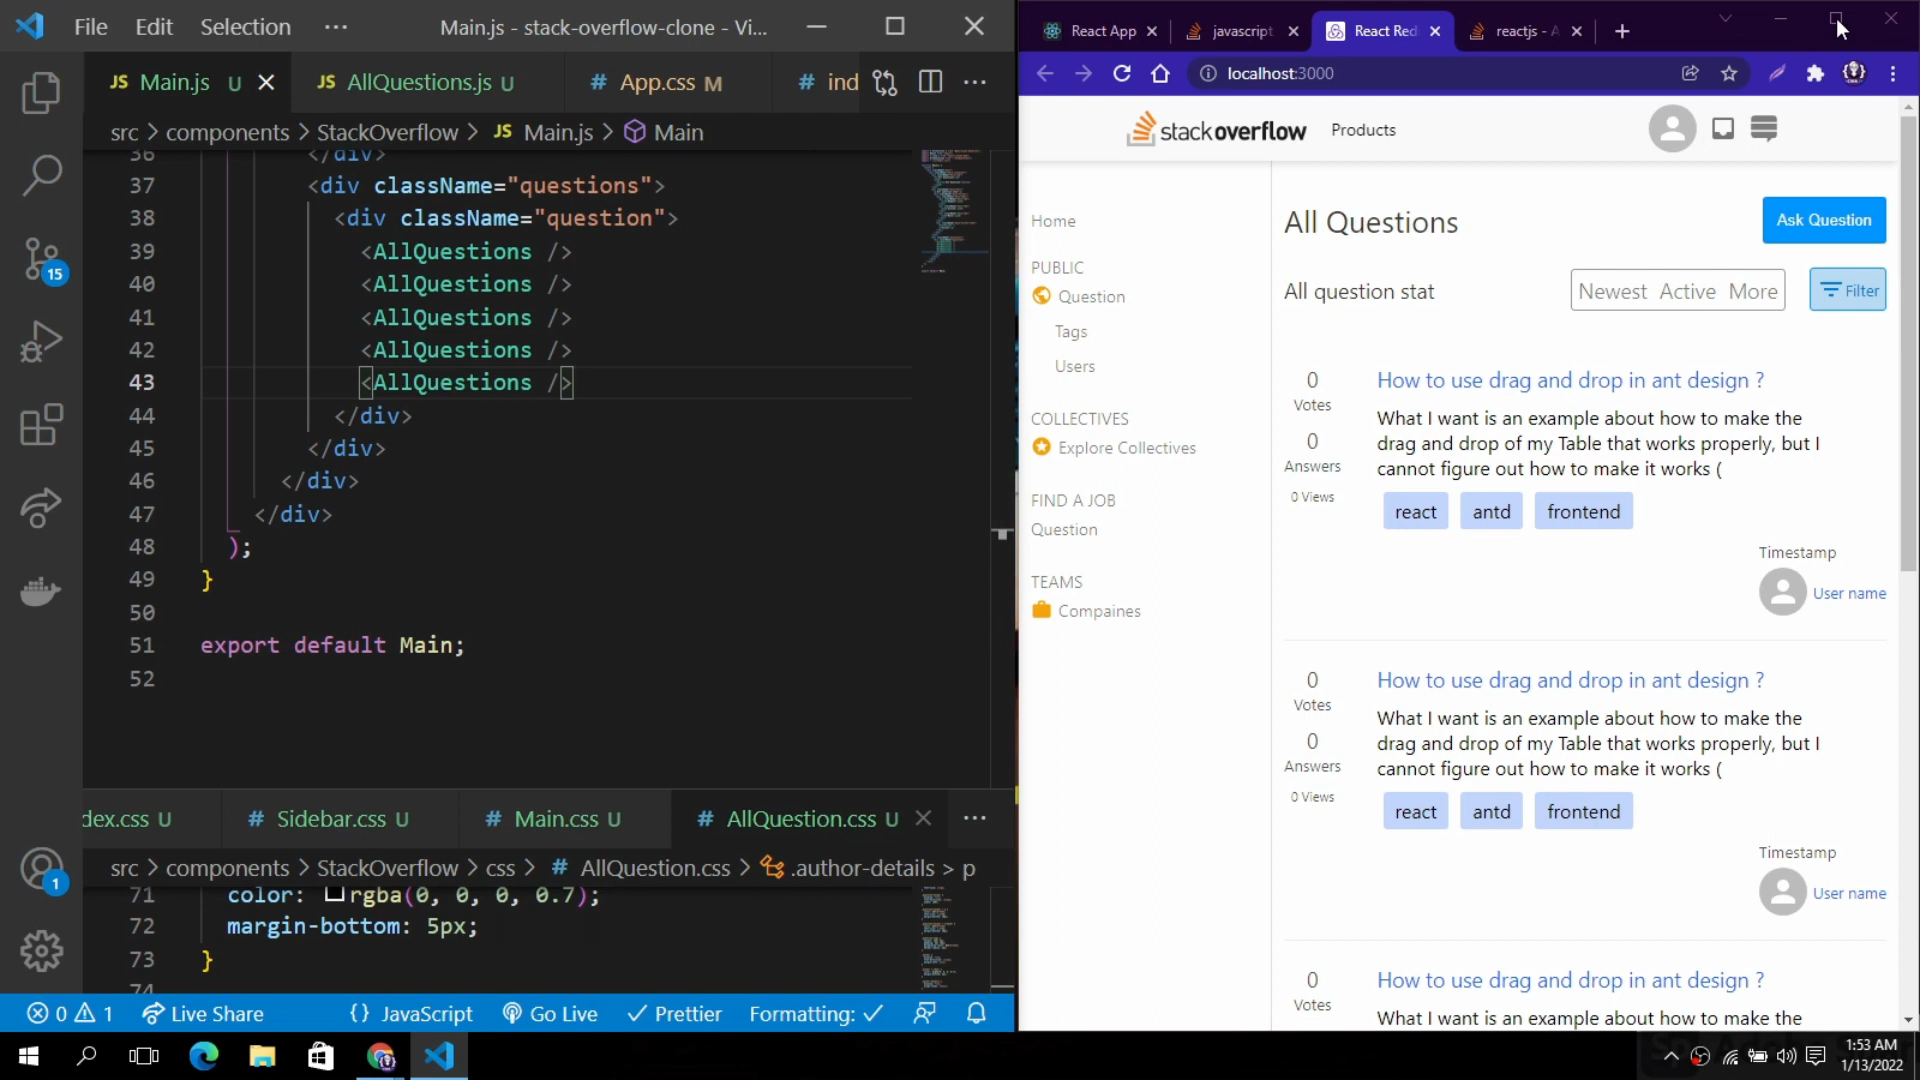 File Edit Selection ··· Main.js - stack-overflow-clone - Vi...
JS Main.js U JS AllQuestions.js U # App.css M # ind
src > components > StackOverflow > JS Main.js > Main
36 </div>
37 <div className="questions">
38 <div className="question">
39 <AllQuestions />
40 <AllQuestions />
41 <AllQuestions />
42 <AllQuestions />
43 <AllQuestions />
44 </div>
45 </div>
46 </div>
47 </div>
48 );
49 }
50
51 export default Main;
52
dex.css U # Sidebar.css U # Main.css U # AllQuestion.css U
src > components > StackOverflow > css > # AllQuestion.css > .author-details > p
71 color: rgba(0, 0, 0, 0.7);
72 margin-bottom: 5px;
73 }
74
15
1
0 1 Live Share {} JavaScript Go Live Prettier Formatting:
React App javascript React Red reactjs - A
localhost:3000
stackoverflow Products
Home
PUBLIC
Question
Tags
Users
COLLECTIVES
Explore Collectives
FIND A JOB
Question
TEAMS
Compaines
All Questions Ask Question
All question stat Newest Active More Filter
0
Votes
0
Answers
0 Views
How to use drag and drop in ant design ?
What I want is an example about how to make the
drag and drop of my Table that works properly, but I
cannot figure out how to make it works (
react antd frontend
Timestamp
User name
0
Votes
0
Answers
0 Views
How to use drag and drop in ant design ?
What I want is an example about how to make the
drag and drop of my Table that works properly, but I
cannot figure out how to make it works (
react antd frontend
Timestamp
User name
0
Votes
How to use drag and drop in ant design ?
What I want is an example about how to make the
1:53 AM
1/13/2022